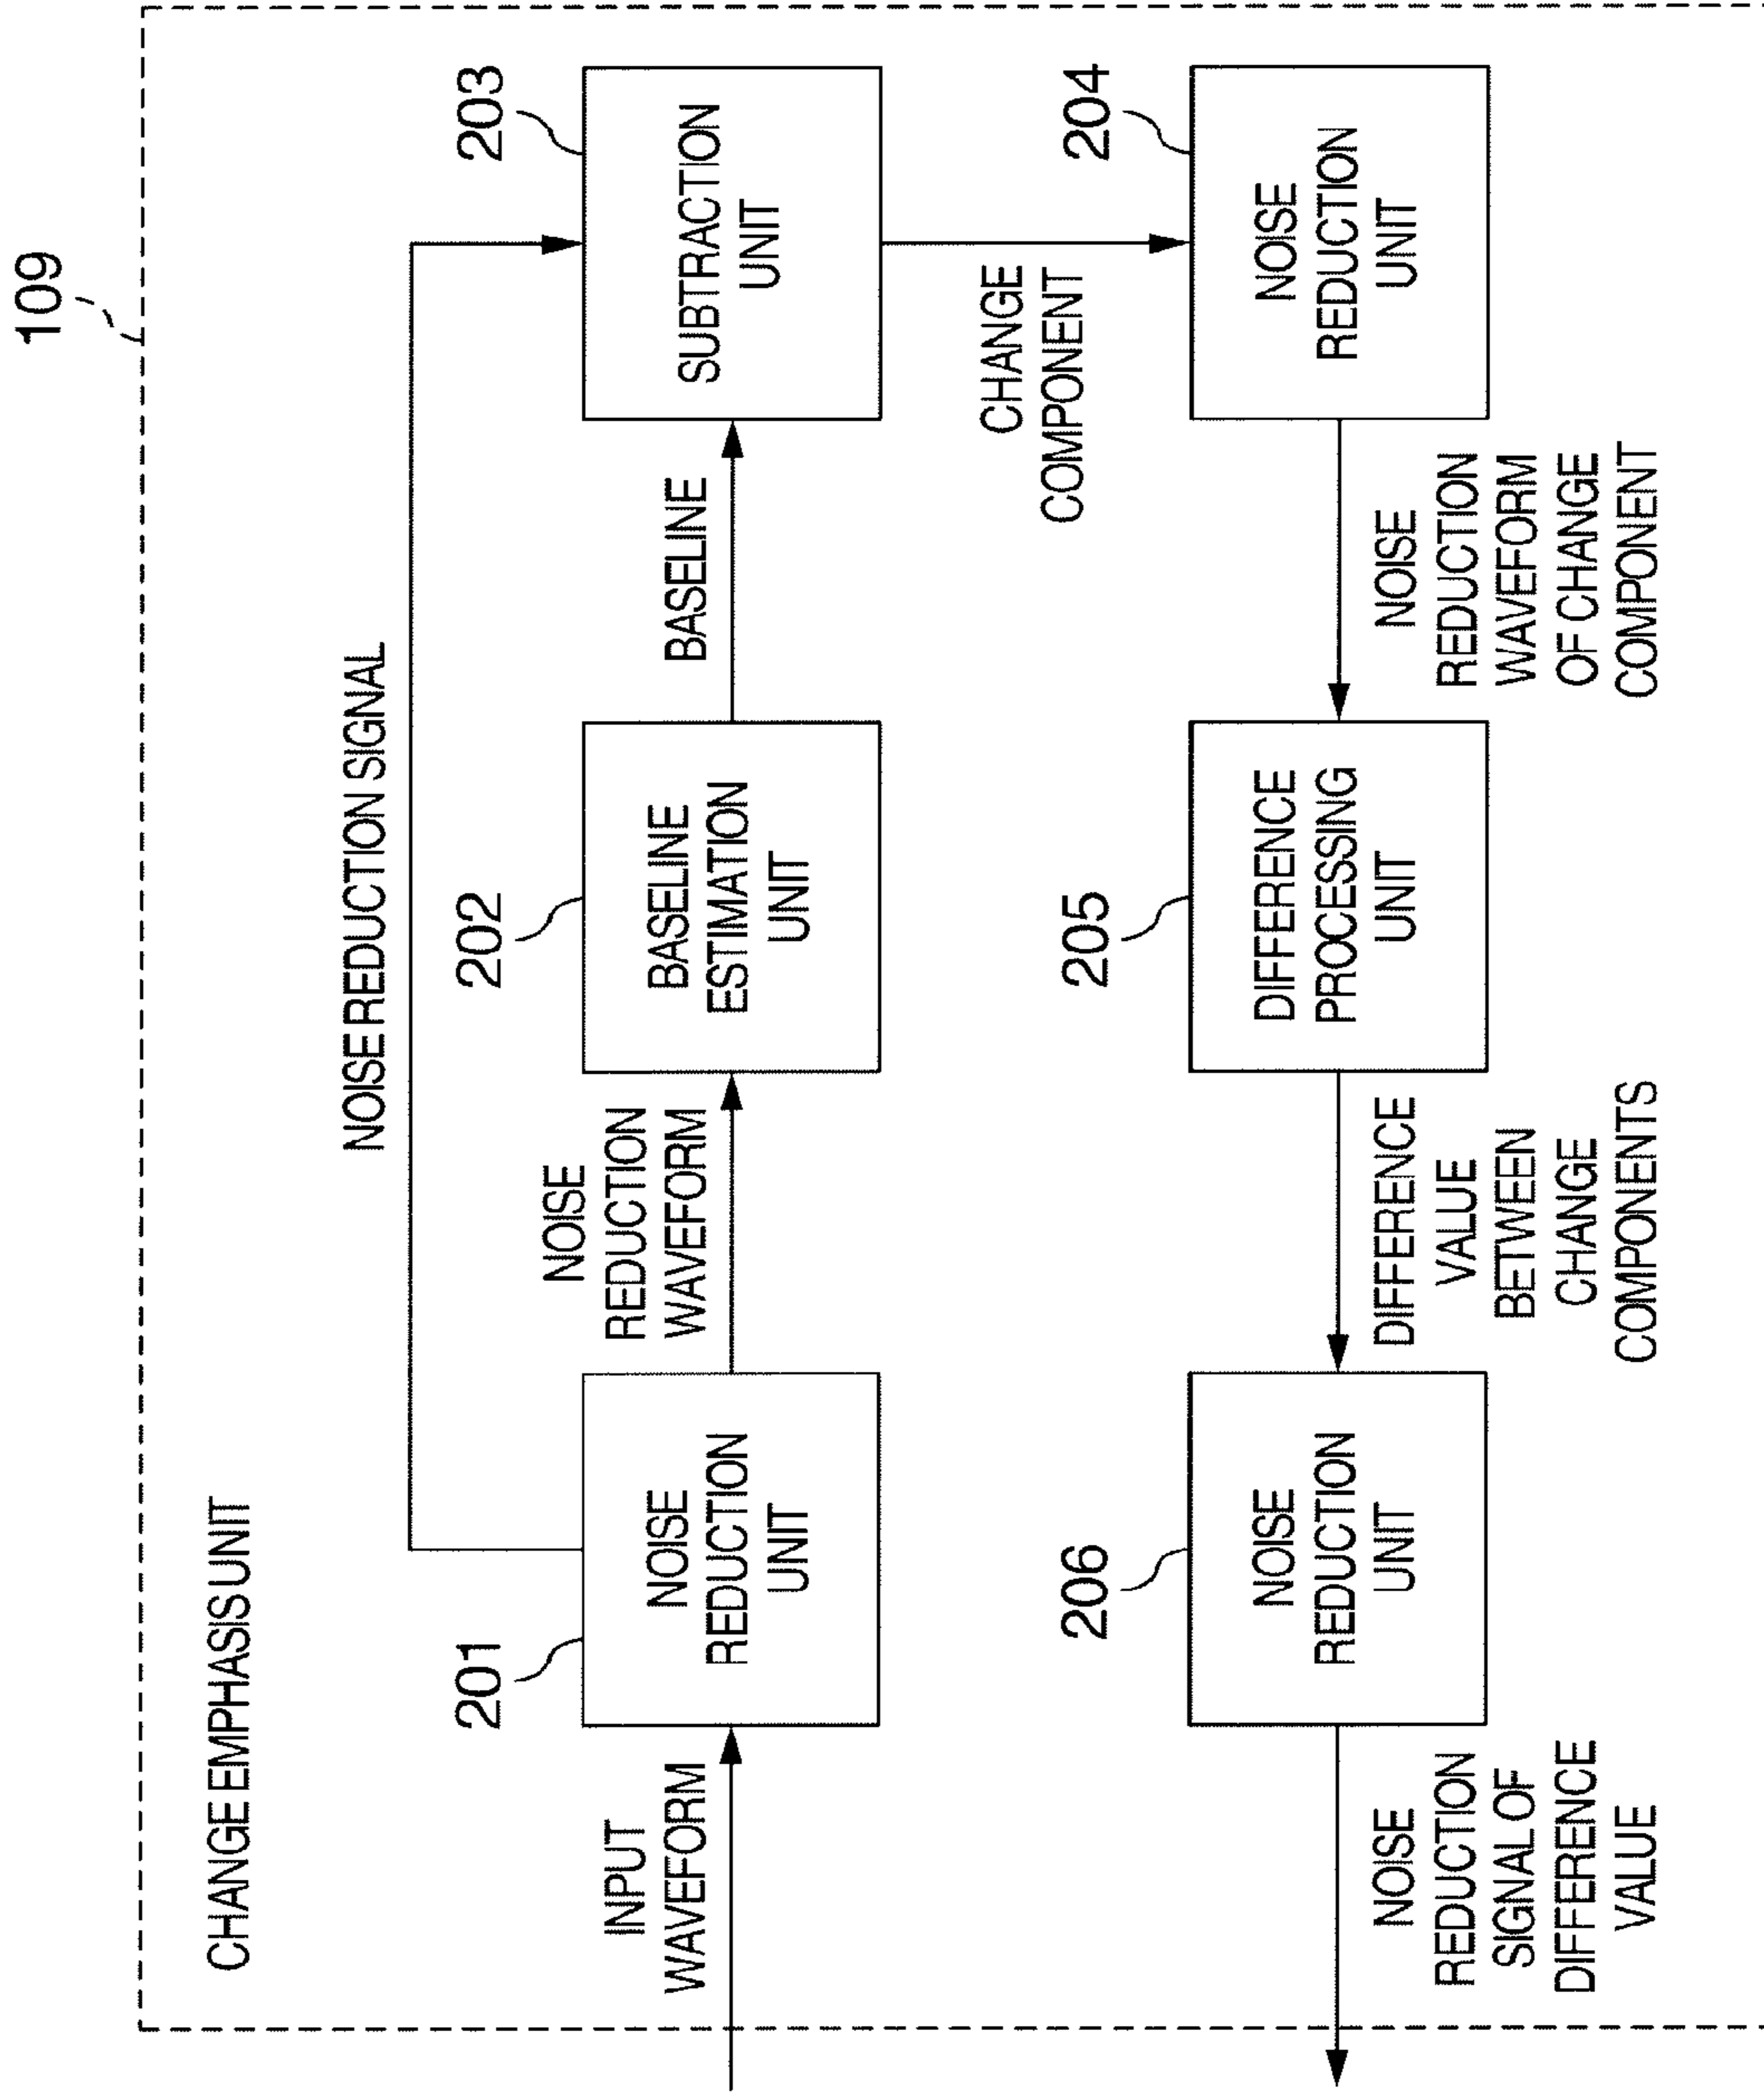 109
CHANGE EMPHASIS UNIT
NOISE REDUCTION SIGNAL
INPUT
WAVEFORM
201
NOISE
REDUCTION
UNIT
NOISE
REDUCTION
WAVEFORM
202
BASELINE
ESTIMATION
UNIT
BASELINE
203
SUBTRACTION
UNIT
CHANGE
COMPONENT
204
NOISE
REDUCTION
UNIT
NOISE
REDUCTION
WAVEFORM
OF CHANGE
COMPONENT
205
DIFFERENCE
PROCESSING
UNIT
DIFFERENCE
VALUE
BETWEEN
CHANGE
COMPONENTS
206
NOISE
REDUCTION
UNIT
NOISE
REDUCTION
SIGNAL OF
DIFFERENCE
VALUE